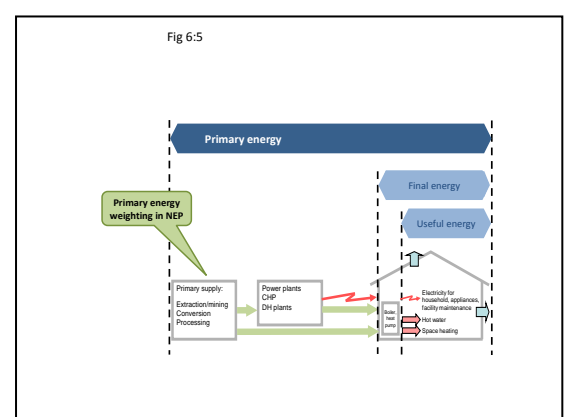 Fig 6:5
Primary energy
Final energy
Primary energy
weighting in NEP
Useful energy
Primary supply:
Extraction/mining
Conversion
Processing
Power plants
CHP
DH plants
Boiler,
heat
pump
Electricity for
household, appliances,
facility maintenance
Hot water
Space heating